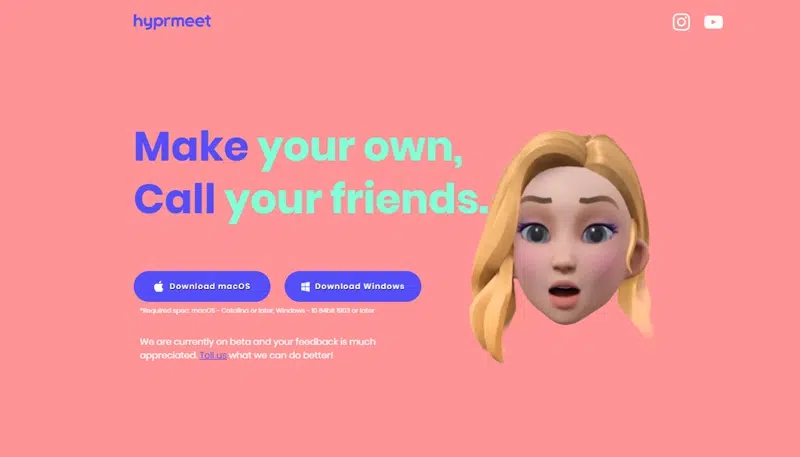 hyprmeet
Make your own,
Call your friends.
Download macOS
Download Windows
*Required spec: macOS - Catalina or later, Windows - 10 64bit 1903 or later
We are currently on beta and your feedback is much
appreciated. Tell us what we can do better!